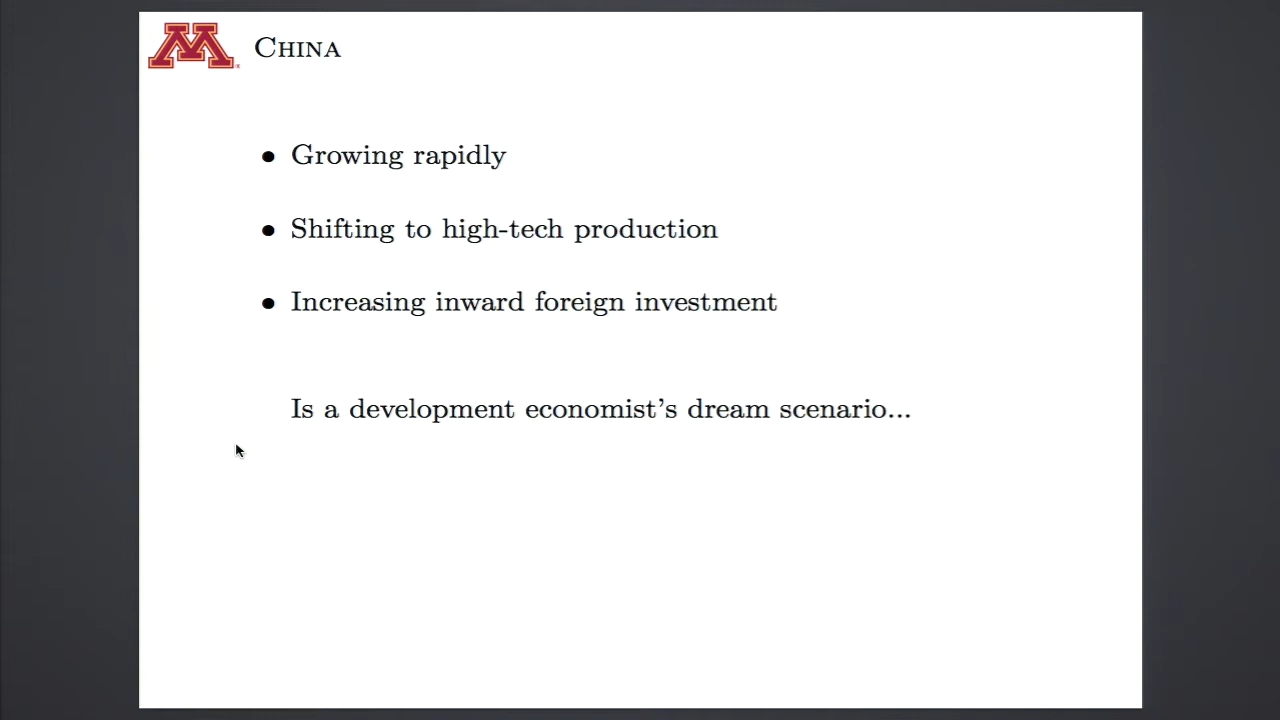 China
• Growing rapidly
• Shifting to high-tech production
• Increasing inward foreign investment
Is a development economist's dream scenario...